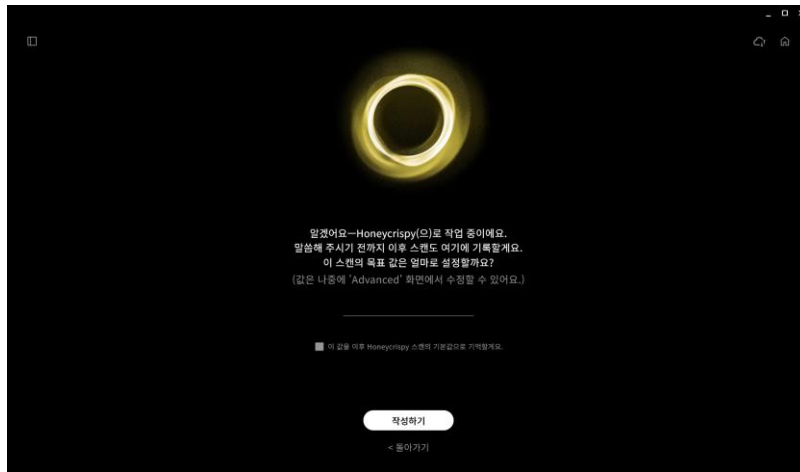 알겠어요—Honeycrispy(으)로 작업 중이에요.
말씀해 주시기 전까지 이후 스캔도 여기에 기록할게요.
이 스캔의 목표 값은 얼마로 설정할까요?
(값은 나중에 'Advanced' 화면에서 수정할 수 있어요.)
이 값을 이후 Honeycrispy 스캔의 기본값으로 기억할게요.
작성하기
< 돌아가기